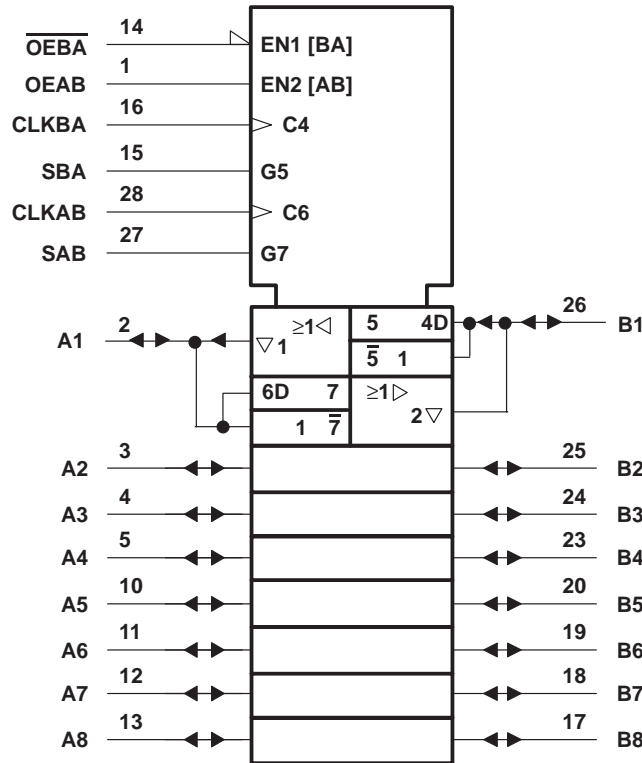 14
O̅E̅B̅A̅ EN1 [BA]
1
OEAB EN2 [AB]
16
CLKBA C4
15
SBA G5
28
CLKAB C6
27
SAB G7
2 26
A1 ≥1◁ 5 4D B1
▽1 5̅ 1
6D 7 ≥1▷
1 7̅ 2▽
3 25
A2 B2
4 24
A3 B3
5 23
A4 B4
10 20
A5 B5
11 19
A6 B6
12 18
A7 B7
13 17
A8 B8